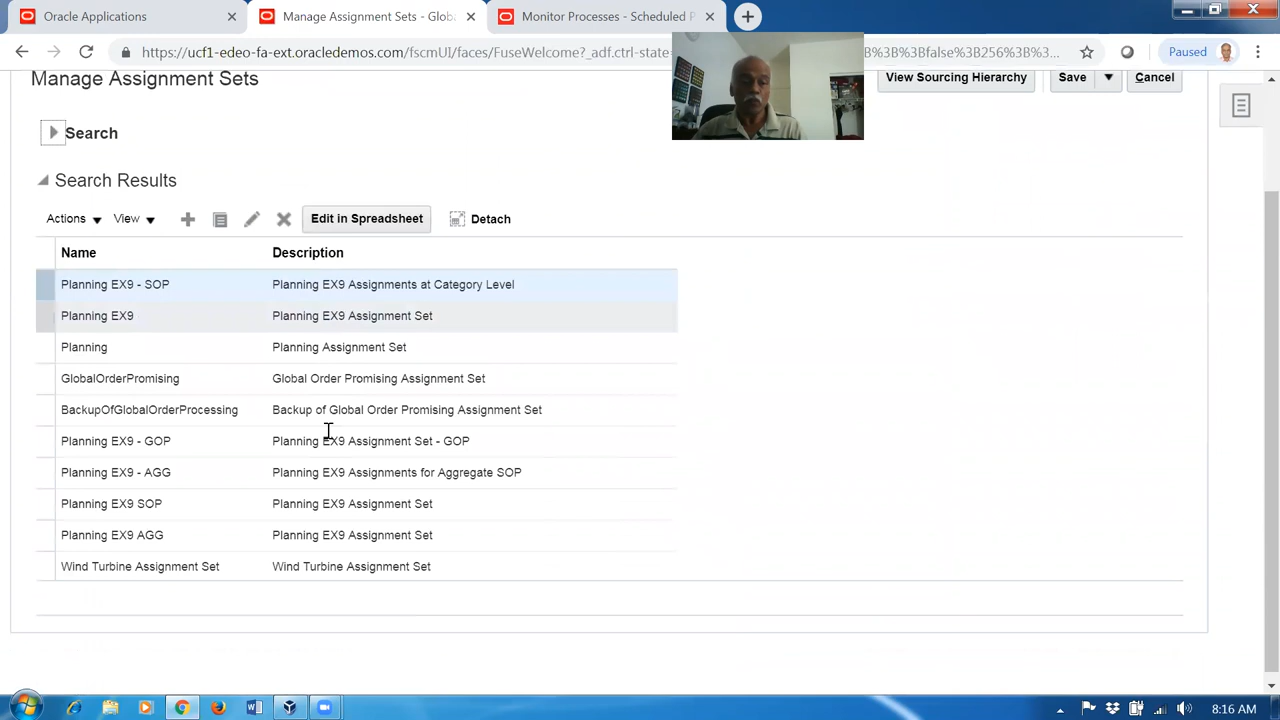 Oracle Applications
Manage Assignment Sets - Glob
Monitor Processes - Scheduled P
https://ucf1-edeo-fa-ext.oracledemos.com/fscmUI/faces/FuseWelcome?_adf.ctrl-state B%3B%3Bfalse%3B256%3B%3...
Paused
Manage Assignment Sets
View Sourcing Hierarchy
Save
Cancel
Search
Search Results
Actions View Edit in Spreadsheet Detach
Name Description
Planning EX9 - SOP Planning EX9 Assignments at Category Level
Planning EX9 Planning EX9 Assignment Set
Planning Planning Assignment Set
GlobalOrderPromising Global Order Promising Assignment Set
BackupOfGlobalOrderProcessing Backup of Global Order Promising Assignment Set
Planning EX9 - GOP Planning EX9 Assignment Set - GOP
Planning EX9 - AGG Planning EX9 Assignments for Aggregate SOP
Planning EX9 SOP Planning EX9 Assignment Set
Planning EX9 AGG Planning EX9 Assignment Set
Wind Turbine Assignment Set Wind Turbine Assignment Set
8:16 AM